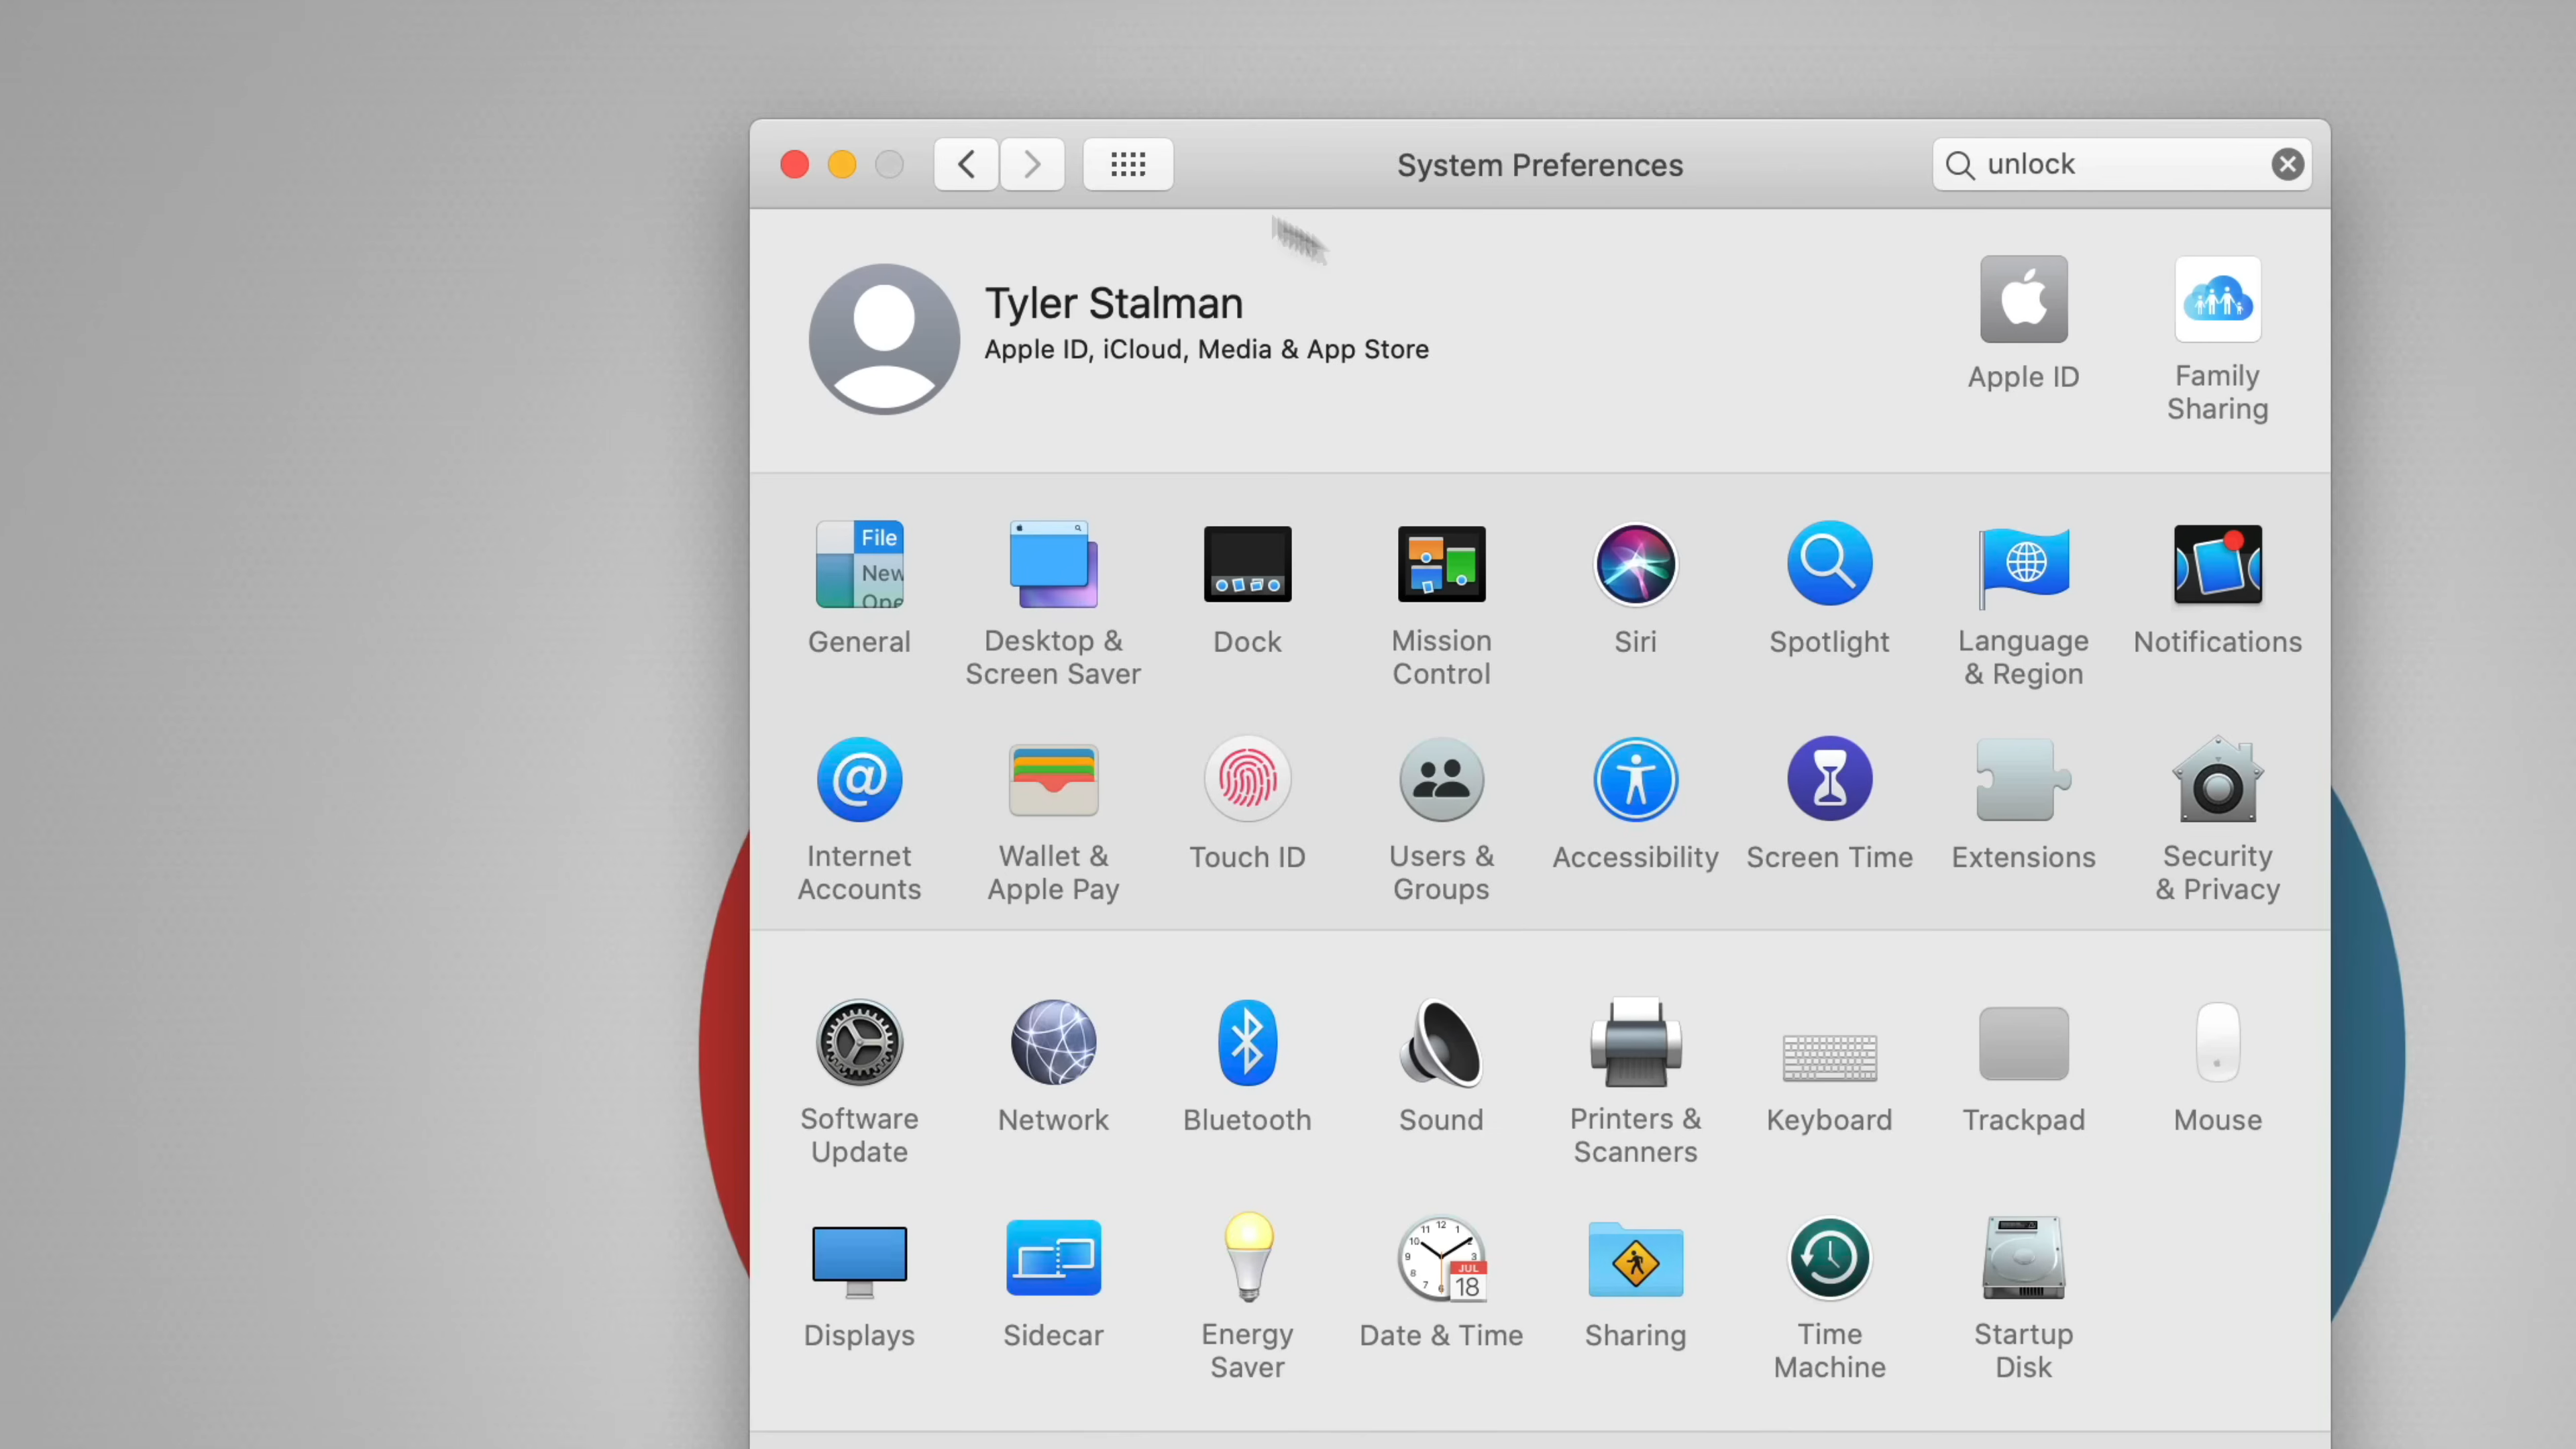 System Preferences
unlock
Tyler Stalman
Apple ID, iCloud, Media & App Store
Apple ID
Family
Sharing
File
New
Ope
General
Desktop &
Screen Saver
Dock
Mission
Control
Siri
Spotlight
Language
& Region
Notifications
@
Internet
Accounts
Wallet &
Apple Pay
Touch ID
Users &
Groups
Accessibility
Screen Time
Extensions
Security
& Privacy
Software
Update
Network
Bluetooth
Sound
Printers &
Scanners
Keyboard
Trackpad
Mouse
Displays
Sidecar
Energy
Saver
JUL
18
Date & Time
Sharing
Time
Machine
Startup
Disk